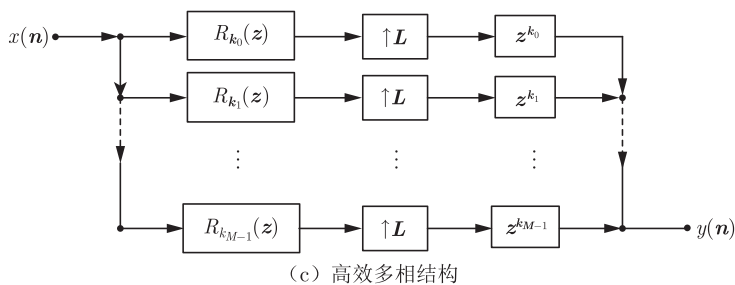 x(n) R_{k_0}(z) ↑L z^{k_0}
R_{k_1}(z) ↑L z^{k_1}
⋮ ⋮ ⋮
R_{k_{M−1}}(z) ↑L z^{k_{M−1}} y(n)
（c）高效多相结构